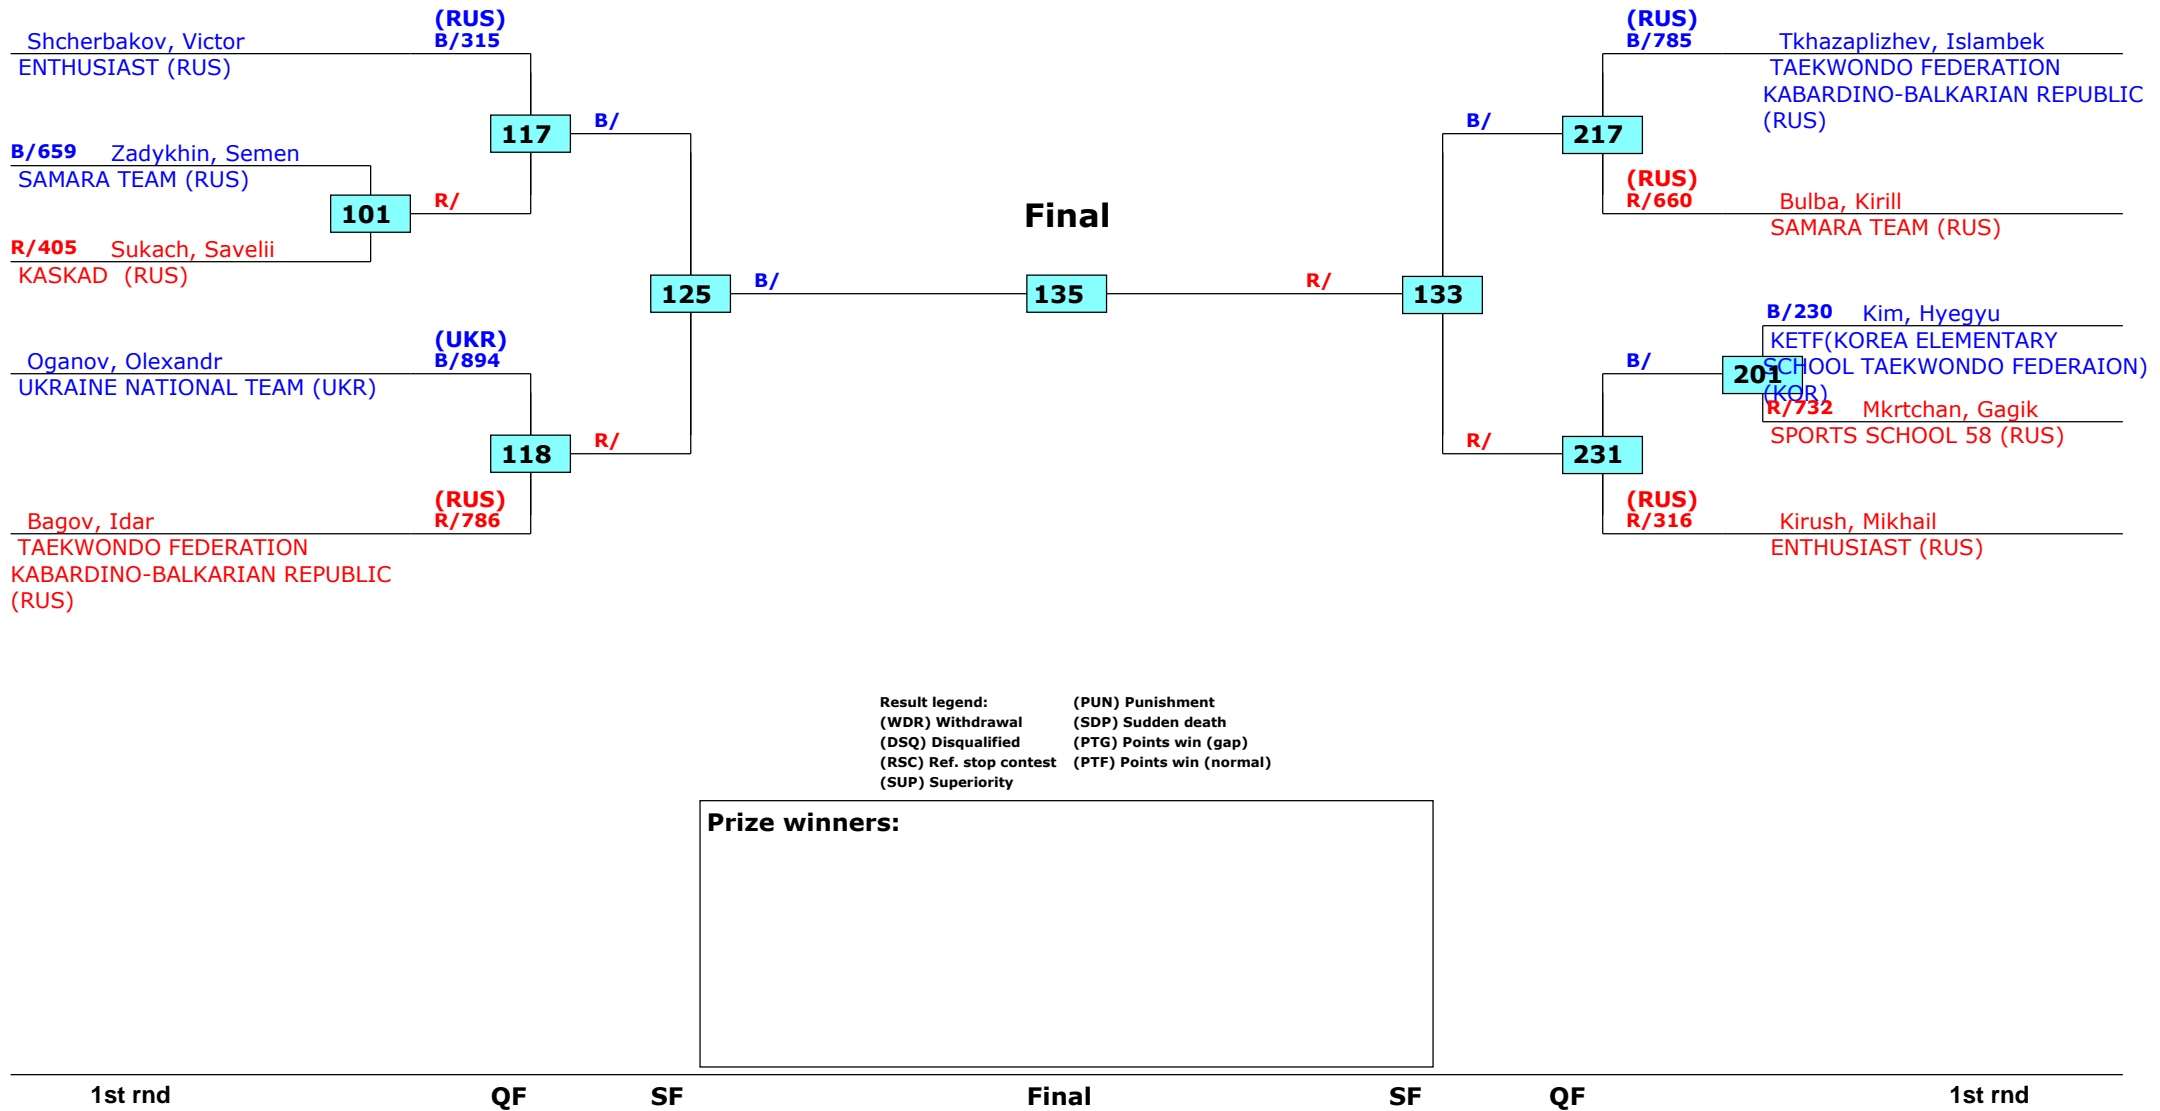 (RUS)
Shcherbakov, Victor B/315
ENTHUSIAST (RUS)
117 B/
B/659 Zadykhin, Semen
SAMARA TEAM (RUS)
101 R/
R/405 Sukach, Savelii
KASKAD (RUS)
125 B/
(UKR)
Oganov, Olexandr B/894
UKRAINE NATIONAL TEAM (UKR)
118 R/
(RUS)
Bagov, Idar R/786
TAEKWONDO FEDERATION
KABARDINO-BALKARIAN REPUBLIC
(RUS)
Final
135
(RUS)
B/785 Tkhazaplizhev, Islambek
TAEKWONDO FEDERATION
KABARDINO-BALKARIAN REPUBLIC
(RUS)
B/ 217
(RUS)
R/660 Bulba, Kirill
SAMARA TEAM (RUS)
R/ 133
B/230 Kim, Hyegyu
KETF(KOREA ELEMENTARY
SCHOOL TAEKWONDO FEDERAION)
(KOR)
B/ 201
R/732 Mkrtchan, Gagik
SPORTS SCHOOL 58 (RUS)
R/ 231
(RUS)
R/316 Kirush, Mikhail
ENTHUSIAST (RUS)
Result legend: (PUN) Punishment
(WDR) Withdrawal (SDP) Sudden death
(DSQ) Disqualified (PTG) Points win (gap)
(RSC) Ref. stop contest (PTF) Points win (normal)
(SUP) Superiority
Prize winners:
1st rnd QF SF Final SF QF 1st rnd